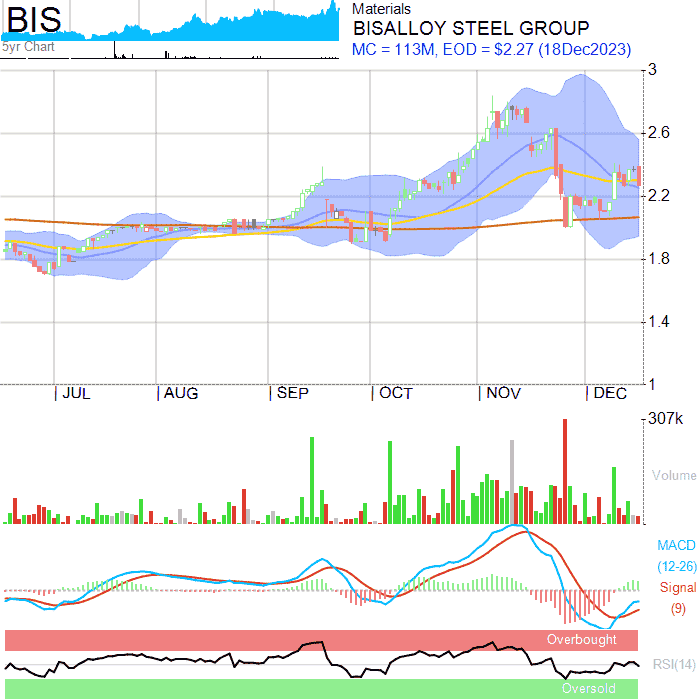 BIS
5yr Chart
Materials
BISALLOY STEEL GROUP
MC = 113M, EOD = $2.27 (18Dec2023)
3
2.6
2.2
1.8
1.4
1
JUL
AUG
SEP
OCT
NOV
DEC
307k
Volume
MACD
(12-26)
Signal
(9)
Overbought
RSI(14)
Oversold